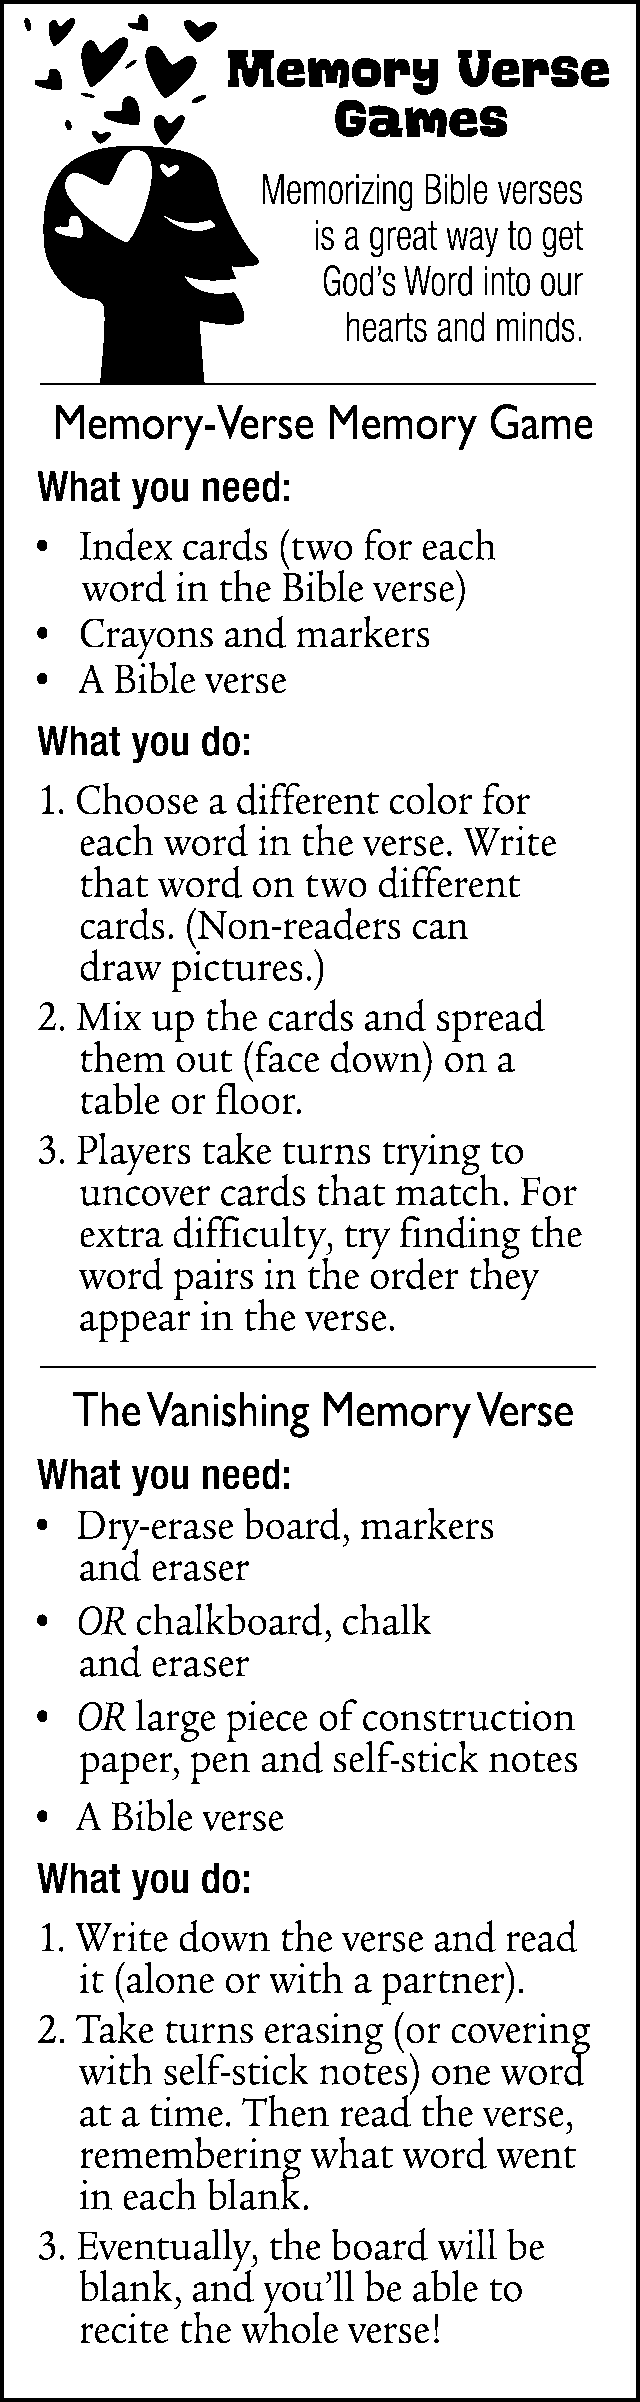 Memory Verse
Games
Memorizing Bible verses
is a great way to get
God's Word into our
hearts and minds.
Memory-Verse Memory Game
What you need:
• Index cards (two for each
word in the Bible verse)
• Crayons and markers
• A Bible verse
What you do:
1. Choose a different color for
each word in the verse. Write
that word on two different
cards. (Non-readers can
draw pictures.)
2. Mix up the cards and spread
them out (face down) on a
table or floor.
3. Players take turns trying to
uncover cards that match. For
extra difficulty, try finding the
word pairs in the order they
appear in the verse.
The Vanishing Memory Verse
What you need:
• Dry-erase board, markers
and eraser
• OR chalkboard, chalk
and eraser
• OR large piece of construction
paper, pen and self-stick notes
• A Bible verse
What you do:
1. Write down the verse and read
it (alone or with a partner).
2. Take turns erasing (or covering
with self-stick notes) one word
at a time. Then read the verse,
remembering what word went
in each blank.
3. Eventually, the board will be
blank, and you'll be able to
recite the whole verse!